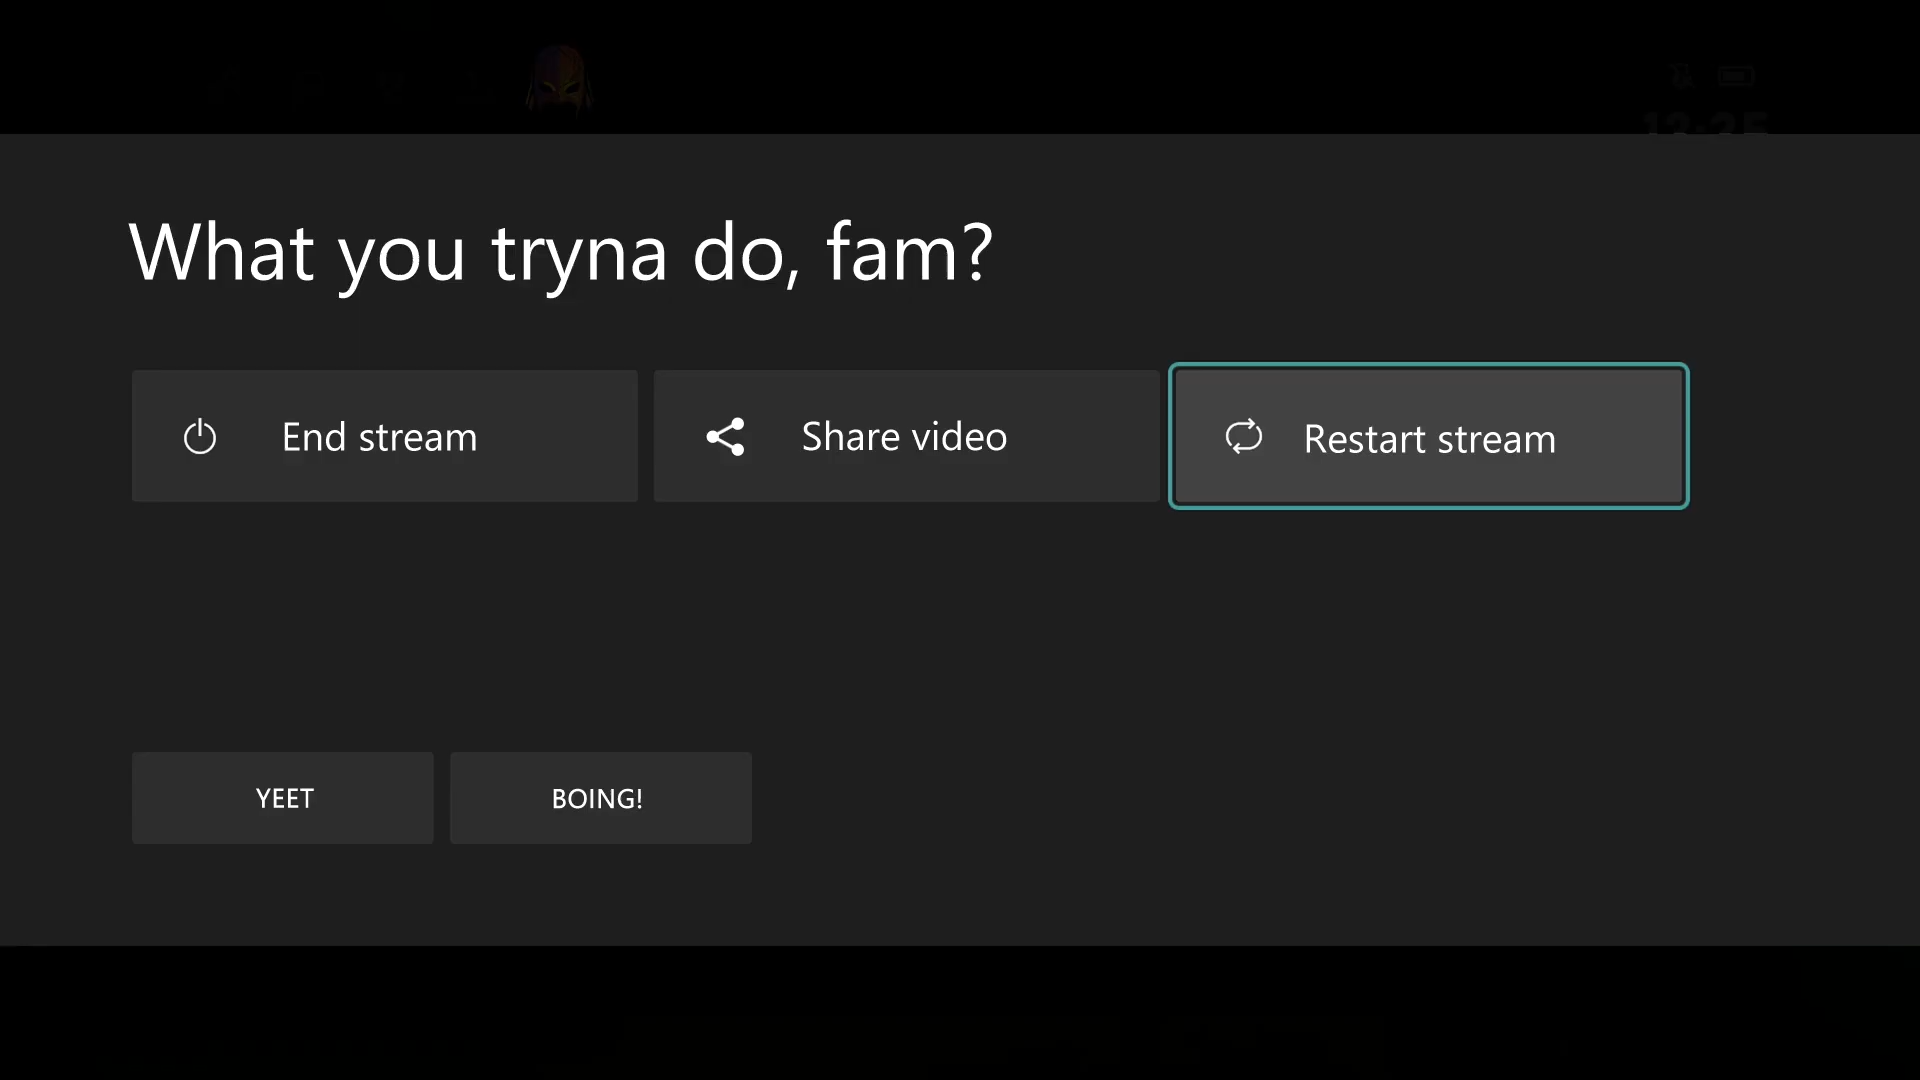 What you tryna do, fam?
End stream
Share video
Restart stream
YEET
BOING!